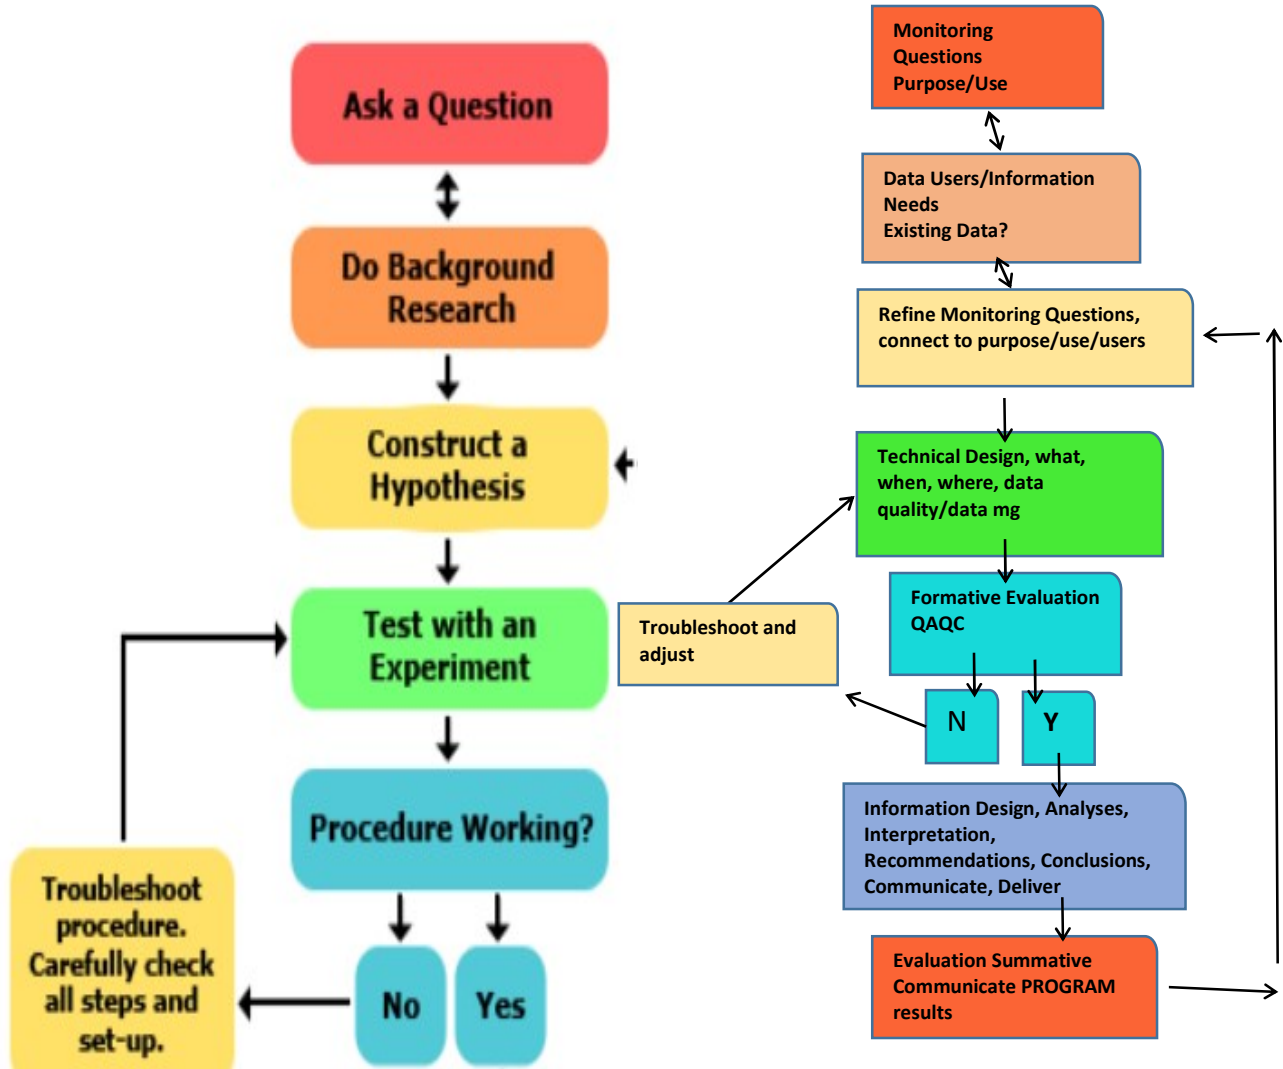 Ask a Question
Do Background
Research
Construct a
Hypothesis
Test with an
Experiment
Procedure Working?
No
Yes
Troubleshoot
procedure.
Carefully check
all steps and
set-up.
Monitoring
Questions
Purpose/Use
Data Users/Information
Needs
Existing Data?
Refine Monitoring Questions,
connect to purpose/use/users
Technical Design, what,
when, where, data
quality/data mg
Formative Evaluation
QAQC
N
Y
Troubleshoot and
adjust
Information Design, Analyses,
Interpretation,
Recommendations, Conclusions,
Communicate, Deliver
Evaluation Summative
Communicate PROGRAM
results